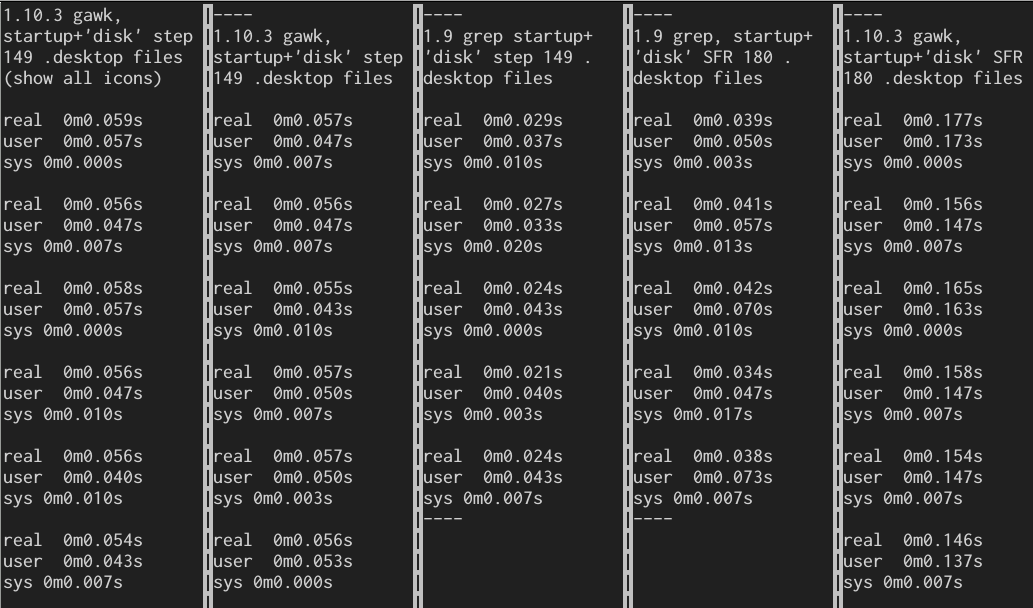 1.10.3 gawk,
startup+'disk' step
149 .desktop files
(show all icons)
real 0m0.059s
user 0m0.057s
sys 0m0.000s
real 0m0.056s
user 0m0.047s
sys 0m0.007s
real 0m0.058s
user 0m0.057s
sys 0m0.000s
real 0m0.056s
user 0m0.047s
sys 0m0.010s
real 0m0.056s
user 0m0.040s
sys 0m0.010s
real 0m0.054s
user 0m0.043s
sys 0m0.007s
----
1.10.3 gawk,
startup+'disk' step
149 .desktop files
real 0m0.057s
user 0m0.047s
sys 0m0.007s
real 0m0.056s
user 0m0.047s
sys 0m0.007s
real 0m0.055s
user 0m0.043s
sys 0m0.010s
real 0m0.057s
user 0m0.050s
sys 0m0.007s
real 0m0.057s
user 0m0.050s
sys 0m0.003s
real 0m0.056s
user 0m0.053s
sys 0m0.000s
----
1.9 grep startup+
'disk' step 149 .
desktop files
real 0m0.029s
user 0m0.037s
sys 0m0.010s
real 0m0.027s
user 0m0.033s
sys 0m0.020s
real 0m0.024s
user 0m0.043s
sys 0m0.000s
real 0m0.021s
user 0m0.040s
sys 0m0.003s
real 0m0.024s
user 0m0.043s
sys 0m0.007s
----
----
1.9 grep, startup+
'disk' SFR 180 .
desktop files
real 0m0.039s
user 0m0.050s
sys 0m0.003s
real 0m0.041s
user 0m0.057s
sys 0m0.013s
real 0m0.042s
user 0m0.070s
sys 0m0.010s
real 0m0.034s
user 0m0.047s
sys 0m0.017s
real 0m0.038s
user 0m0.073s
sys 0m0.007s
----
----
1.10.3 gawk,
startup+'disk' SFR
180 .desktop files
real 0m0.177s
user 0m0.173s
sys 0m0.000s
real 0m0.156s
user 0m0.147s
sys 0m0.007s
real 0m0.165s
user 0m0.163s
sys 0m0.000s
real 0m0.158s
user 0m0.147s
sys 0m0.007s
real 0m0.154s
user 0m0.147s
sys 0m0.007s
real 0m0.146s
user 0m0.137s
sys 0m0.007s